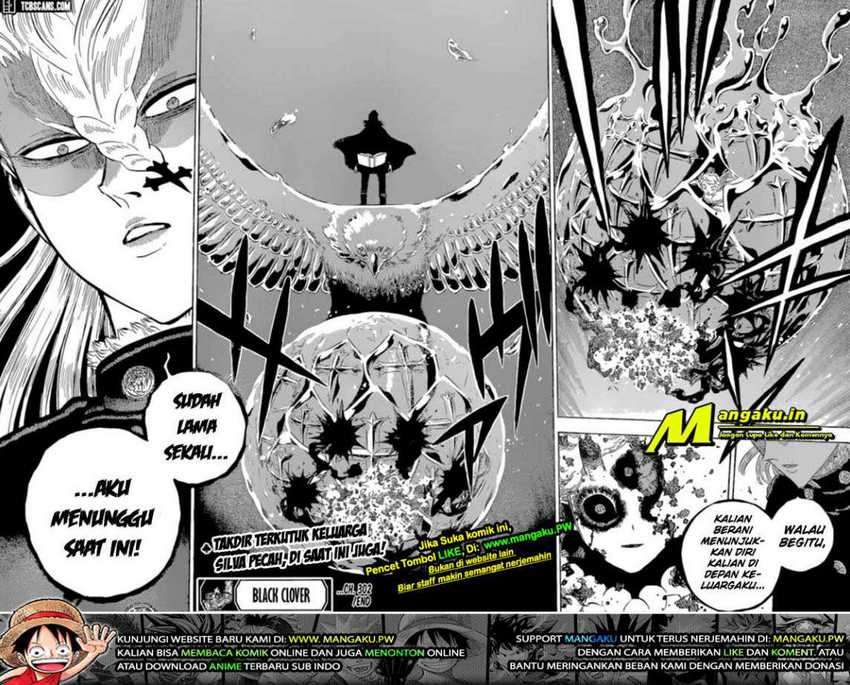 TCBSCANS.COM
WALAU
BEGITU,
KALIAN
BERANI
MENUNJUK-
KAN DIRI
KALIAN DI
DEPAN KE-
LUARGAKU...
Mangaku.in
Jangan Lupa Like dan Komennya
SUDAH
LAMA
SEKALI...
...AKU
MENUNGGU
SAAT INI!
TAKDIR TERKUTUK KELUARGA
SILVA PECAH, DI SAAT INI JUGA!
BLACK CLOVER
...CH. 302
/END
Jika Suka komik ini,
Pencet Tombol LIKE, Di: www.mangaku.PW
Bukan di website lain
Biar staff makin semangat nerjemahin
KUNJUNGI WEBSITE BARU KAMI DI: WWW. MANGAKU.PW
KALIAN BISA MEMBACA KOMIK ONLINE DAN JUGA MENONTON ONLINE
ATAU DOWNLOAD ANIME TERBARU SUB INDO
SUPPORT MANGAKU UNTUK TERUS NERJEMAHIN DI: MANGAKU.PW
DENGAN CARA MEMBERIKAN LIKE DAN KOMENT. ATAU
BANTU MERINGANKAN BEBAN KAMI DENGAN MEMBERIKAN DONASI